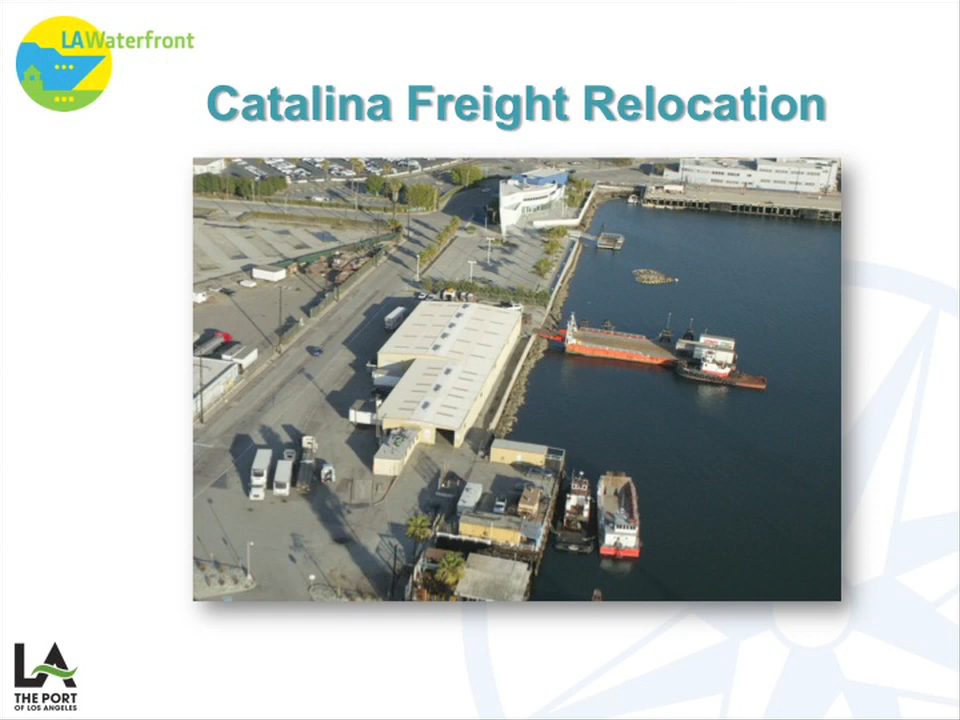 LAWaterfront
Catalina Freight Relocation
LA
THE PORT
OF LOS ANGELES